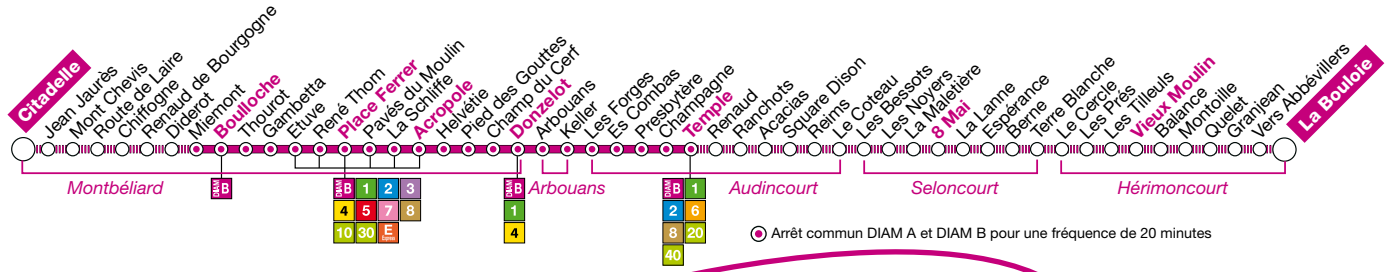 Citadelle
Jean Jaurès
Mont Chevis
Route de Laire
Chiffogne
Renaud de Bourgogne
Diderot
Miemont
Boulloche
Thourot
Gambetta
Etuve
René Thom
Place Ferrer
Pavés du Moulin
La Schliffe
Acropole
Helvétie
Pied des Gouttes
Champ du Cerf
Donzelot
Arbouans
Keller
Les Forges
Es Combas
Presbytère
Champagne
Temple
Renaud
Ranchots
Acacias
Square Dison
Reims
Le Coteau
Les Bessots
Les Noyers
La Maletière
8 Mai
La Lanne
Espérance
Berne
Terre Blanche
Le Cercle
Les Prés
Les Tilleuls
Vieux Moulin
Balance
Montoille
Quelet
Granjean
Vers Abbévillers
La Bouloie
Montbéliard
Arbouans
Audincourt
Seloncourt
Hérimoncourt
DIAM B
DIAM B 1 2 3
4 5 7 8
10 30 E Express
DIAM B
1
4
DIAM B 1
2 6
8 20
40
Arrêt commun DIAM A et DIAM B pour une fréquence de 20 minutes